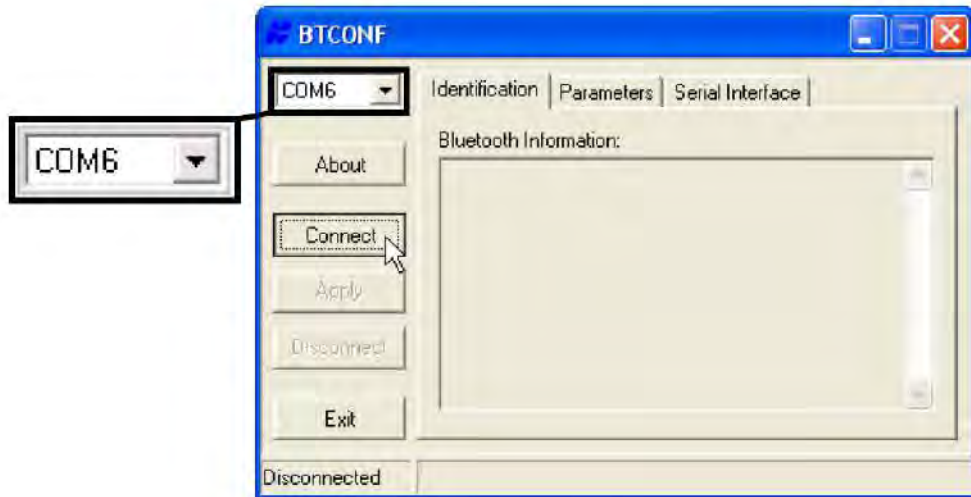 BTCONF
COM6
Identification
Parameters
Serial Interface
COM6
Bluetooth Information:
About
Connect
Apply
Disconnect
Exit
Disconnected